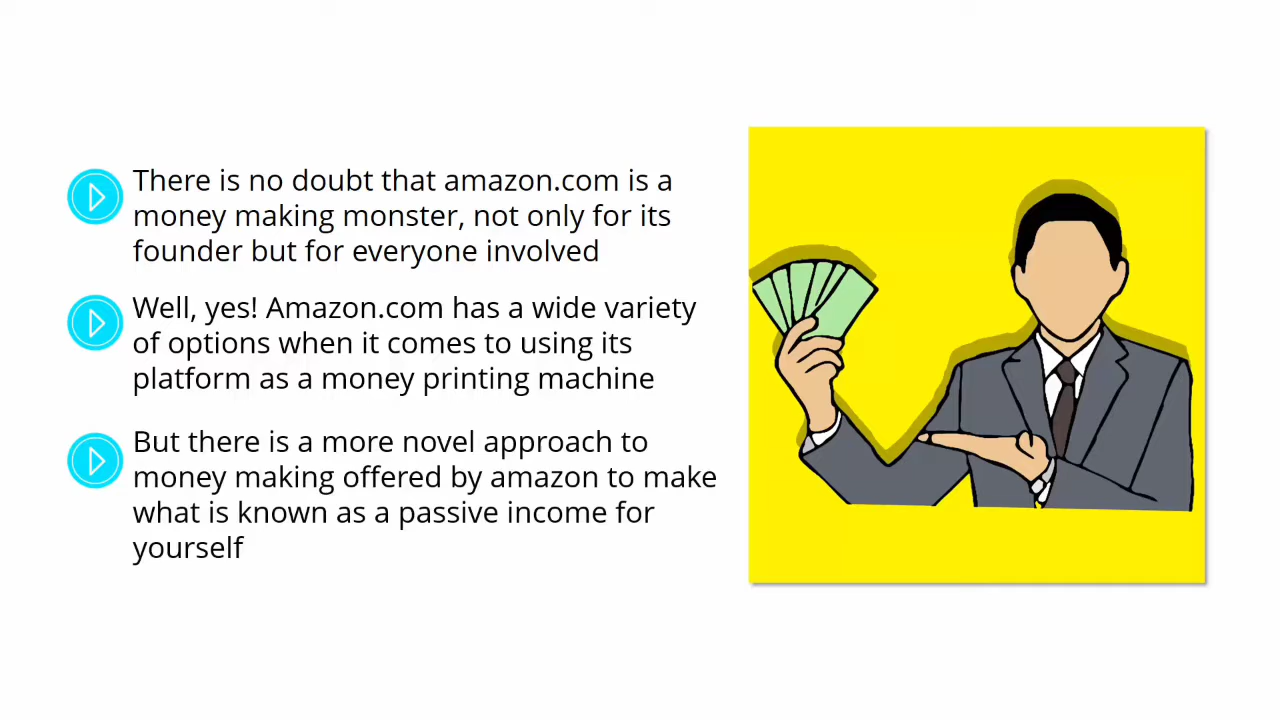 There is no doubt that amazon.com is a
money making monster, not only for its
founder but for everyone involved
Well, yes! Amazon.com has a wide variety
of options when it comes to using its
platform as a money printing machine
But there is a more novel approach to
money making offered by amazon to make
what is known as a passive income for
yourself